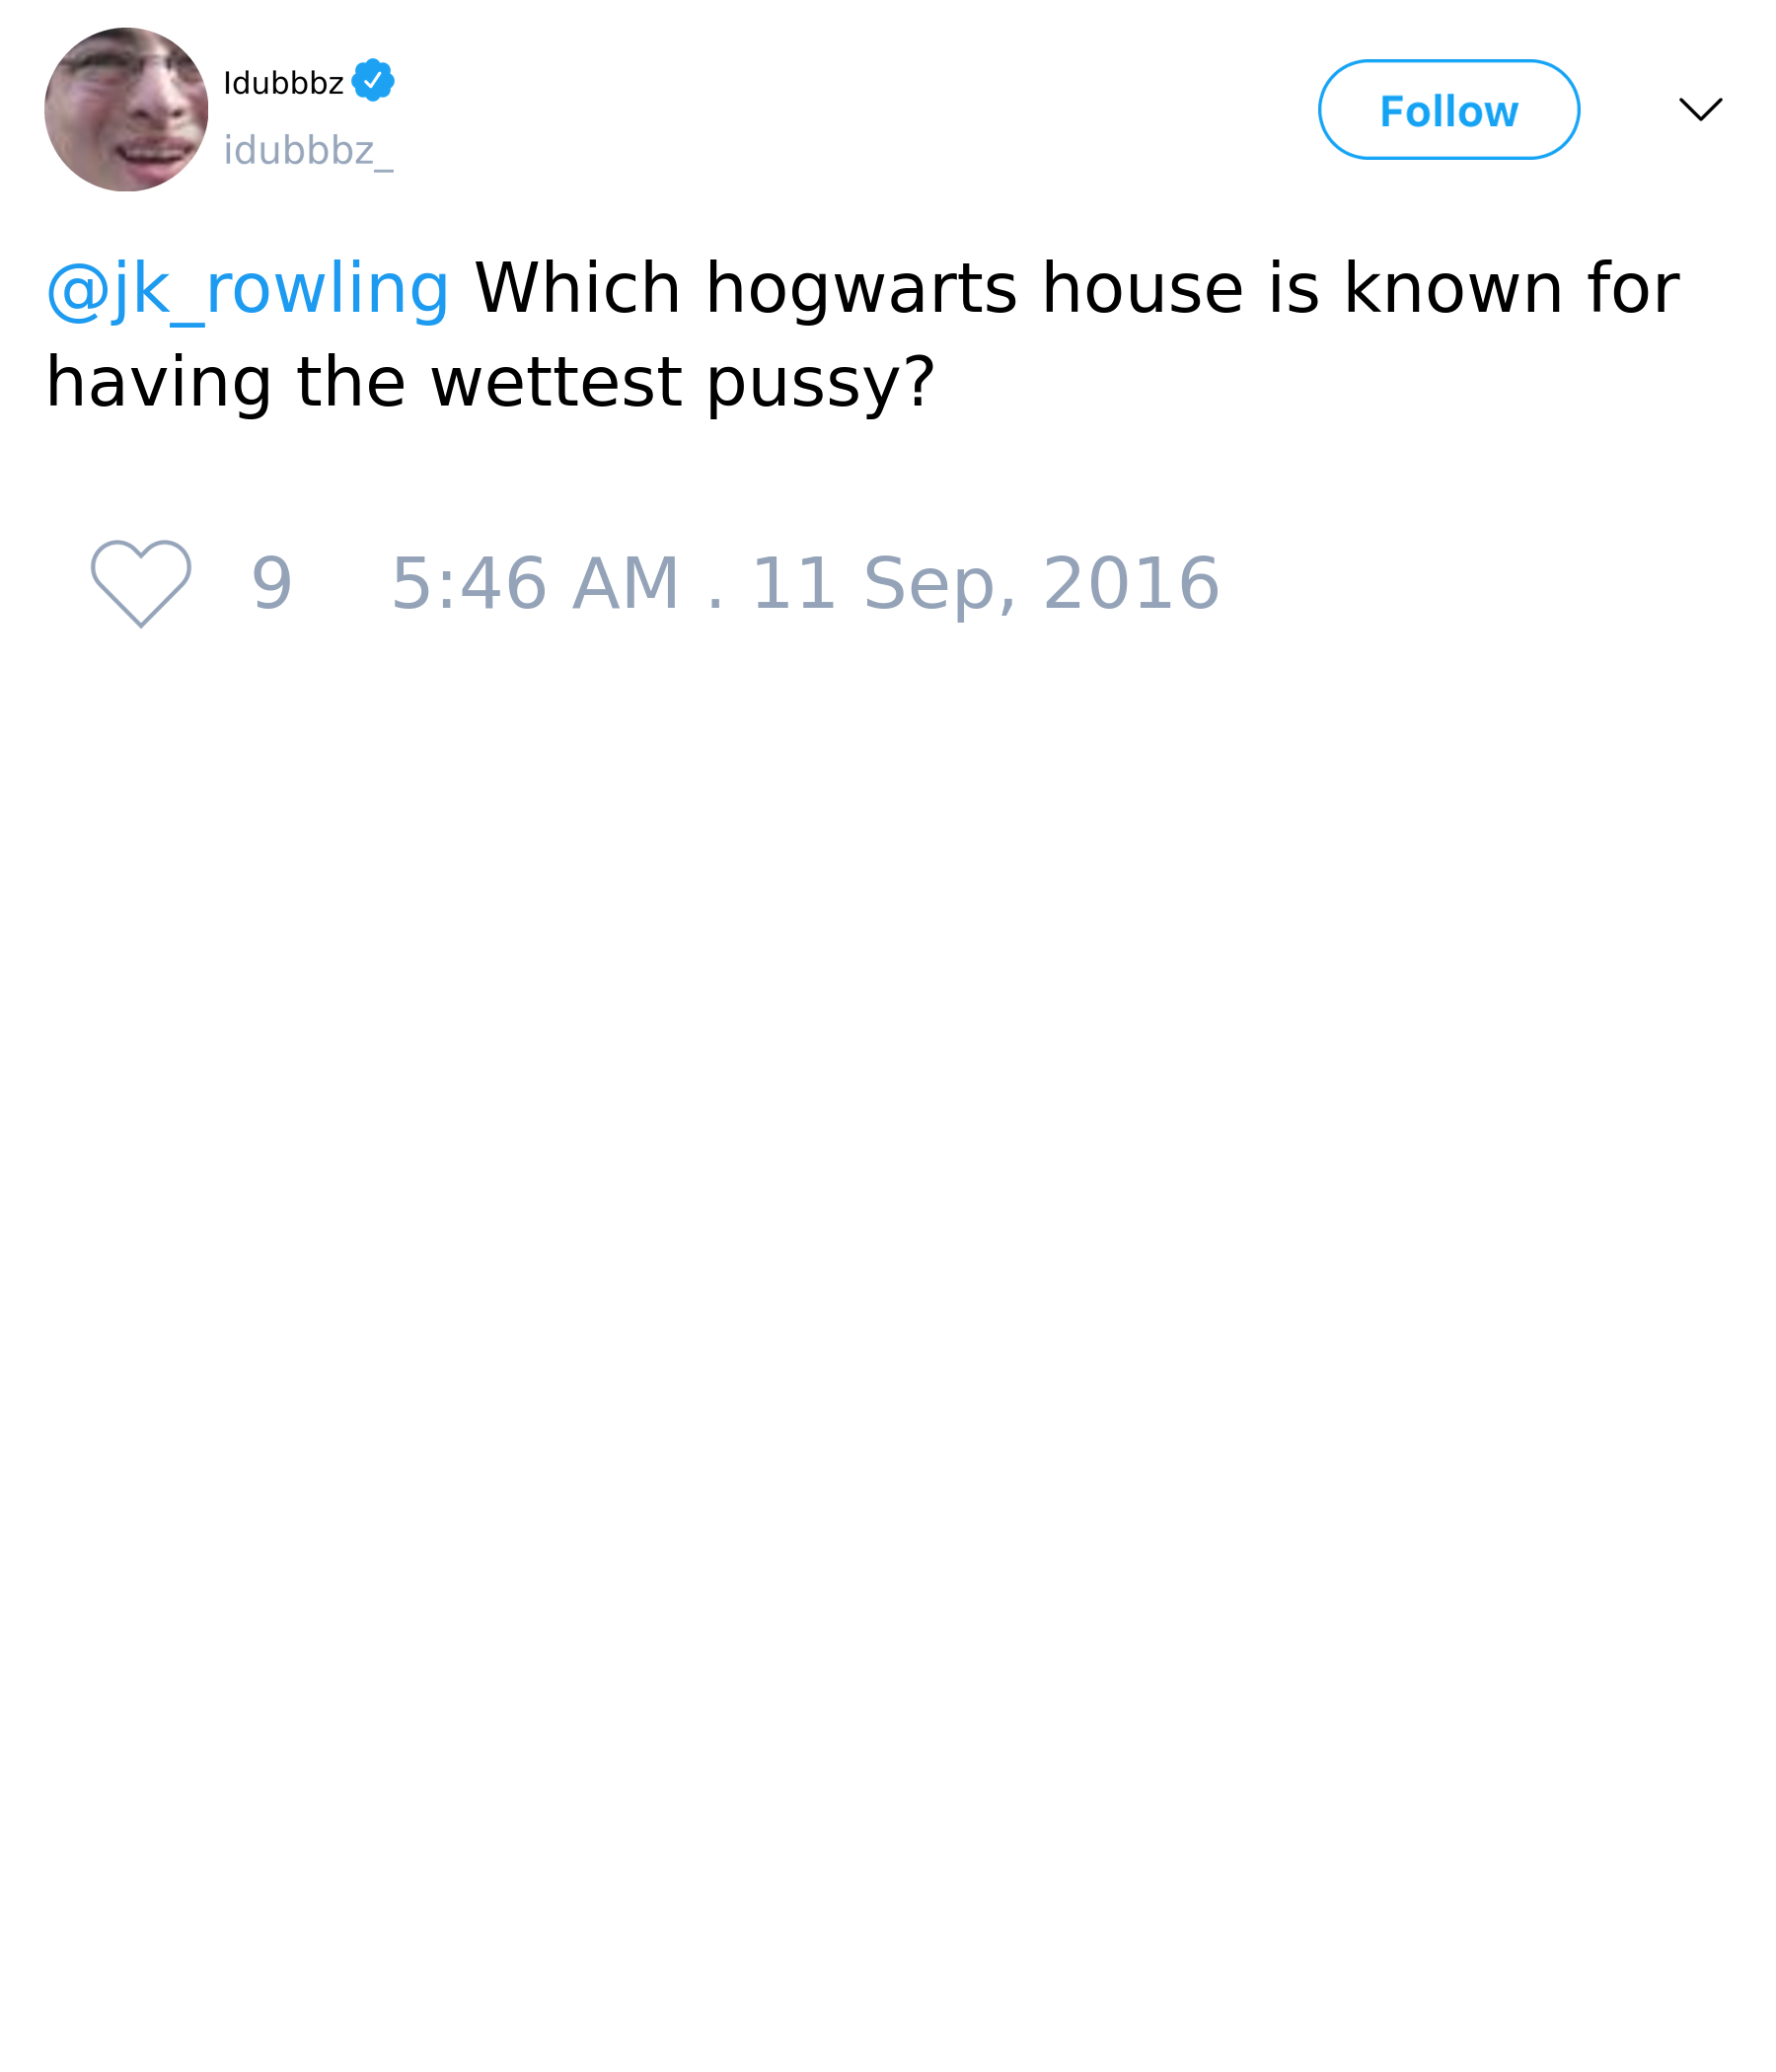 Idubbbz
idubbbz_
Follow
@jk_rowling Which hogwarts house is known for
having the wettest pussy?
9 5:46 AM . 11 Sep, 2016